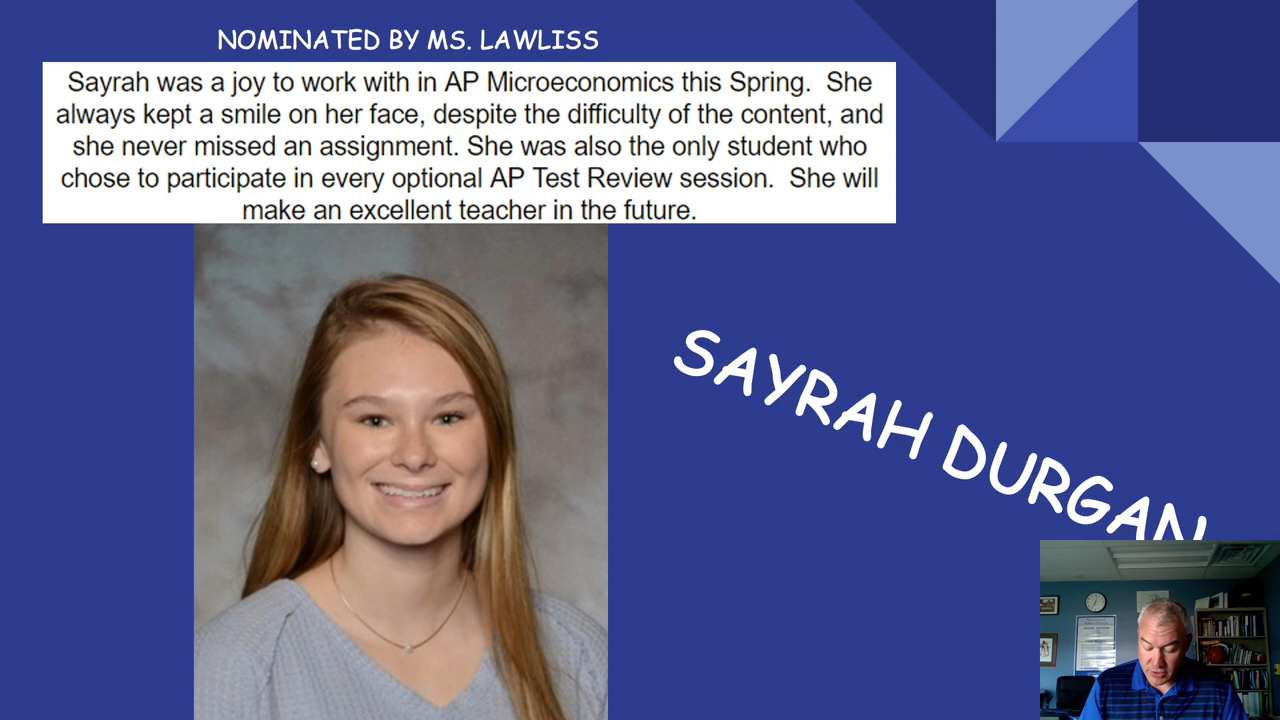 NOMINATED BY MS. LAWLISS
Sayrah was a joy to work with in AP Microeconomics this Spring.  She
always kept a smile on her face, despite the difficulty of the content, and
she never missed an assignment. She was also the only student who
chose to participate in every optional AP Test Review session.  She will
make an excellent teacher in the future.
SAYRAH DURGAN